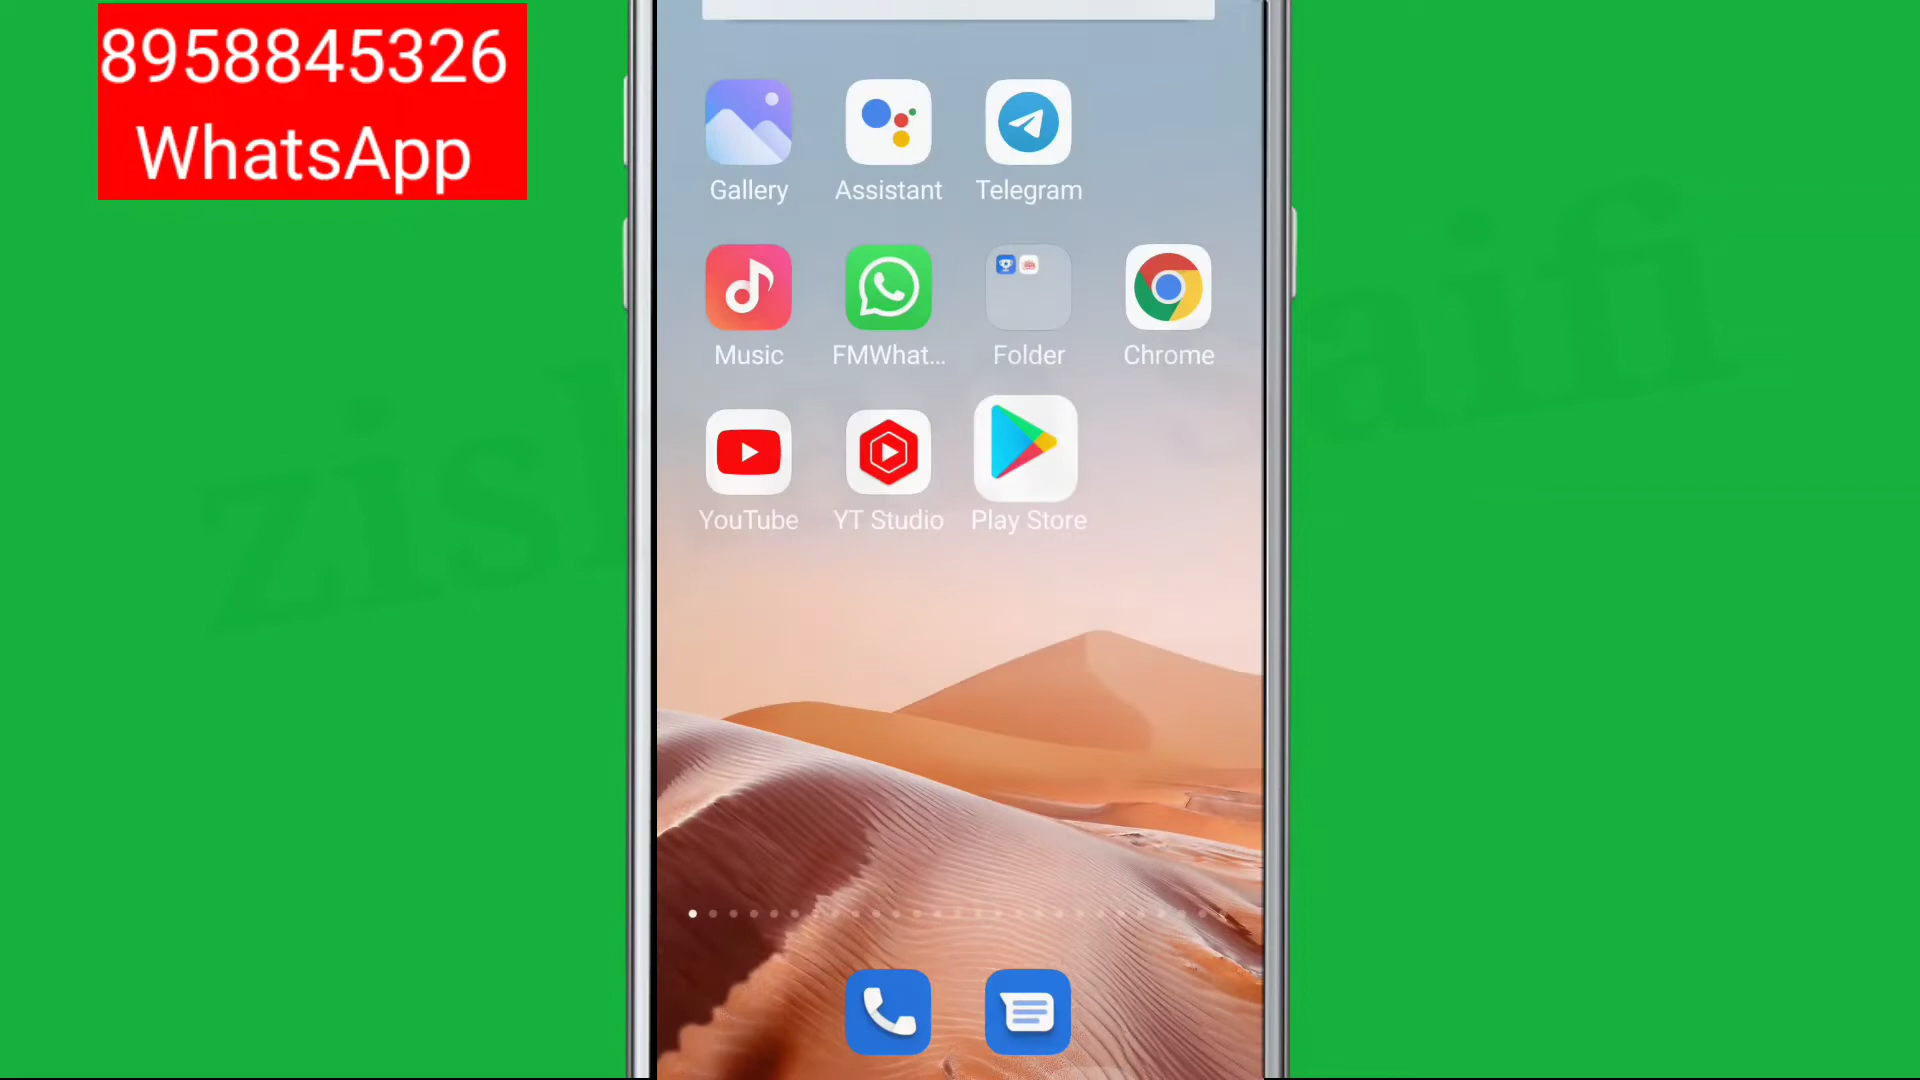 8958845326
WhatsApp
Gallery
Assistant
Telegram
Music
FMWhat...
Folder
Chrome
YouTube
YT Studio
Play Store